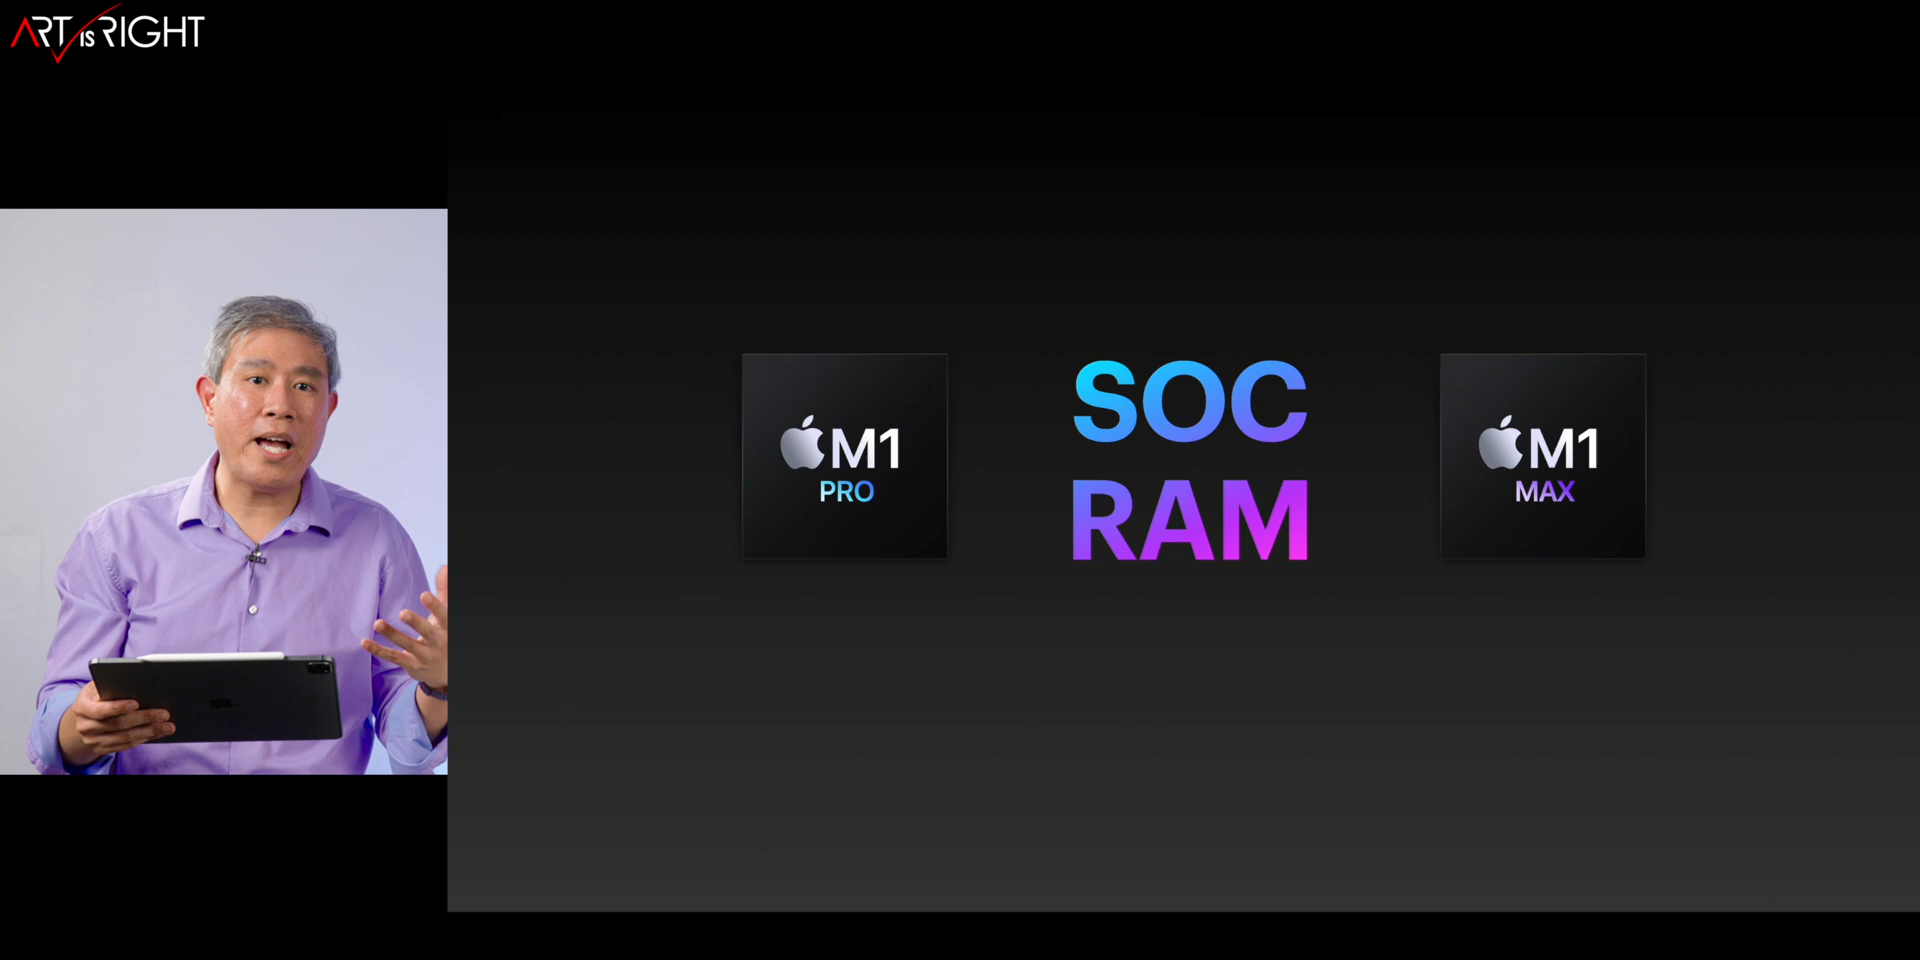 ART IS RIGHT
M1
PRO
SOC
RAM
M1
MAX